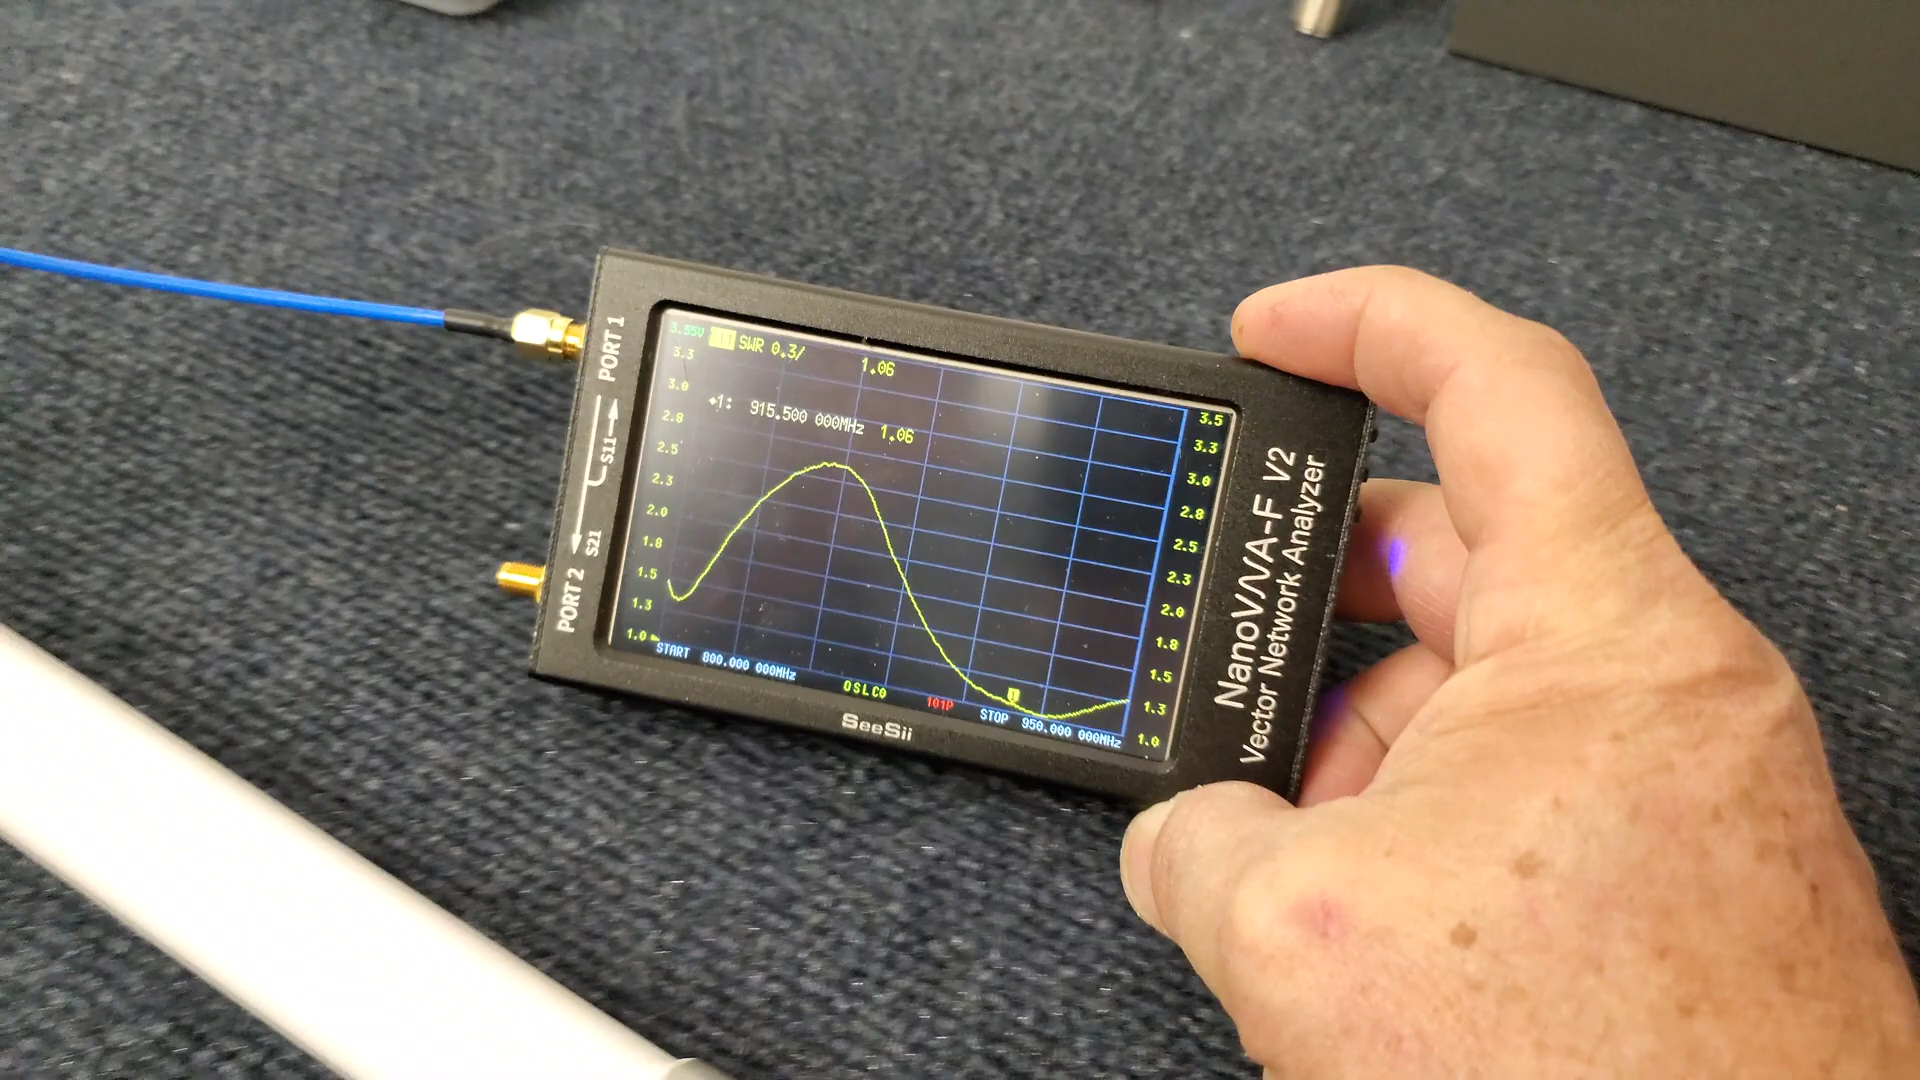 3.55V S11 SWR 0.3/ 1.06
1: 915.500 000MHz 1.06
3.3
3.0
2.8
2.5
2.3
2.0
1.8
1.5
1.3
1.0
3.5
3.3
3.0
2.8
2.5
2.3
2.0
1.8
1.5
1.3
1.0
1
START 800.000 000MHz
OSLC0
101P
STOP 950.000 000MHz
SeeSii
PORT 1
S11
S21
PORT 2
NanoVNA-F V2
Vector Network Analyzer